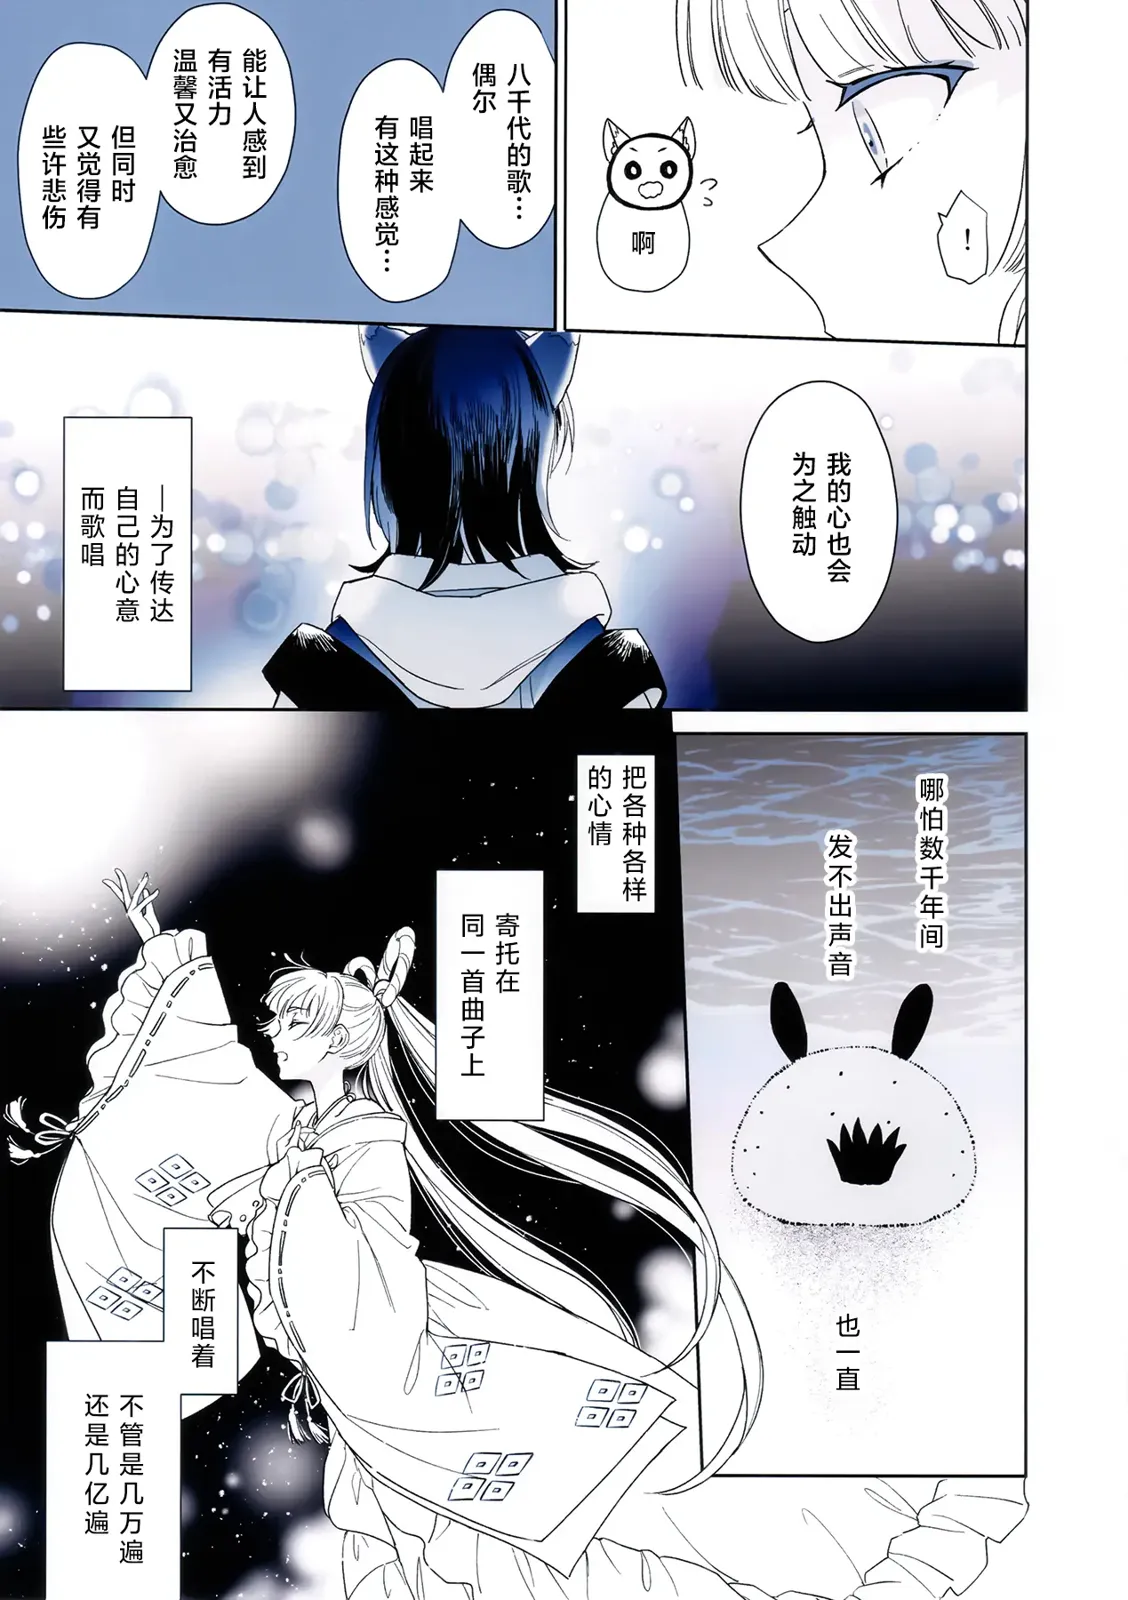 ！
啊
八千代的歌…
偶尔
唱起来
有这种感觉…
能让人感到
有活力
温馨又治愈
但同时
又觉得有
些许悲伤
我的心也会
为之触动
—为了传达
自己的心意
而歌唱
哪怕数千年间
发不出声音
也一直
把各种各样
的心情
寄托在
同一首曲子上
不断唱着
不管是几万遍
还是几亿遍